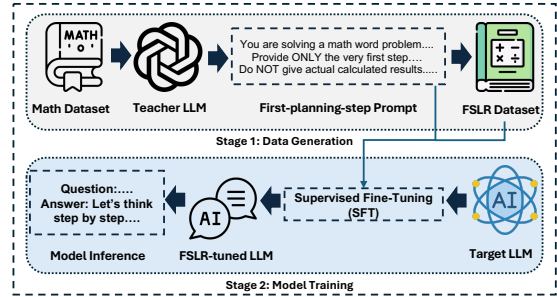 MATH
You are solving a math word problem....
Provide ONLY the very first step....
Do NOT give actual calculated results.....
Math Dataset
Teacher LLM
First-planning-step Prompt
FSLR Dataset
Stage 1: Data Generation
Question:....
Answer: Let's think
step by step....
AI
Supervised Fine-Tuning
(SFT)
AI
Model Inference
FSLR-tuned LLM
Target LLM
Stage 2: Model Training